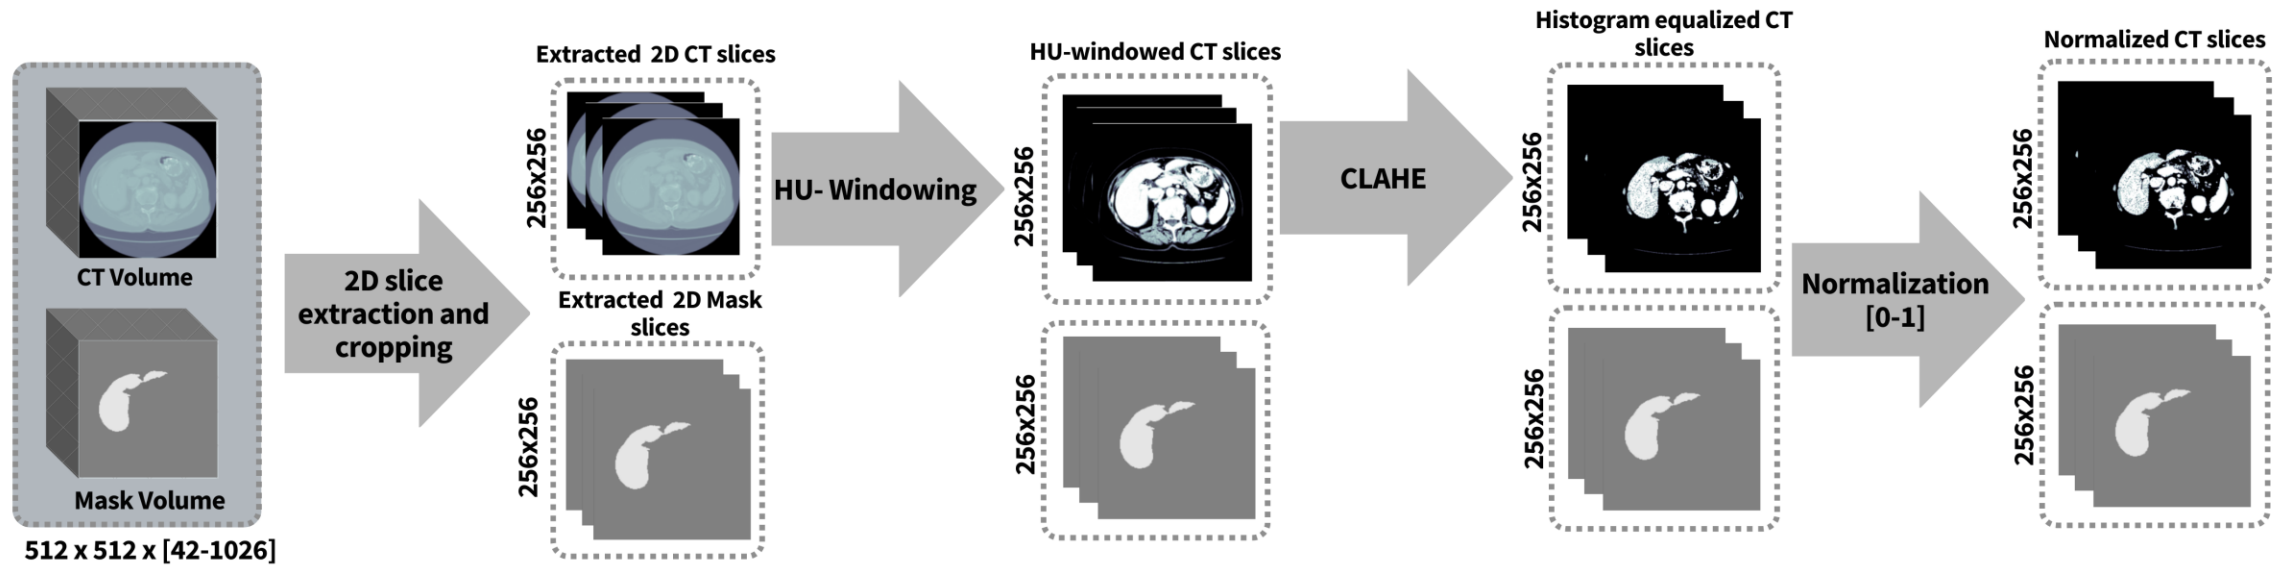 CT Volume
Mask Volume
512 x 512 x [42-1026]
2D slice
extraction and
cropping
Extracted 2D CT slices
256x256
Extracted 2D Mask
slices
256x256
HU- Windowing
HU-windowed CT slices
256x256
256x256
CLAHE
Histogram equalized CT
slices
256x256
256x256
Normalization
[0-1]
Normalized CT slices
256x256
256x256